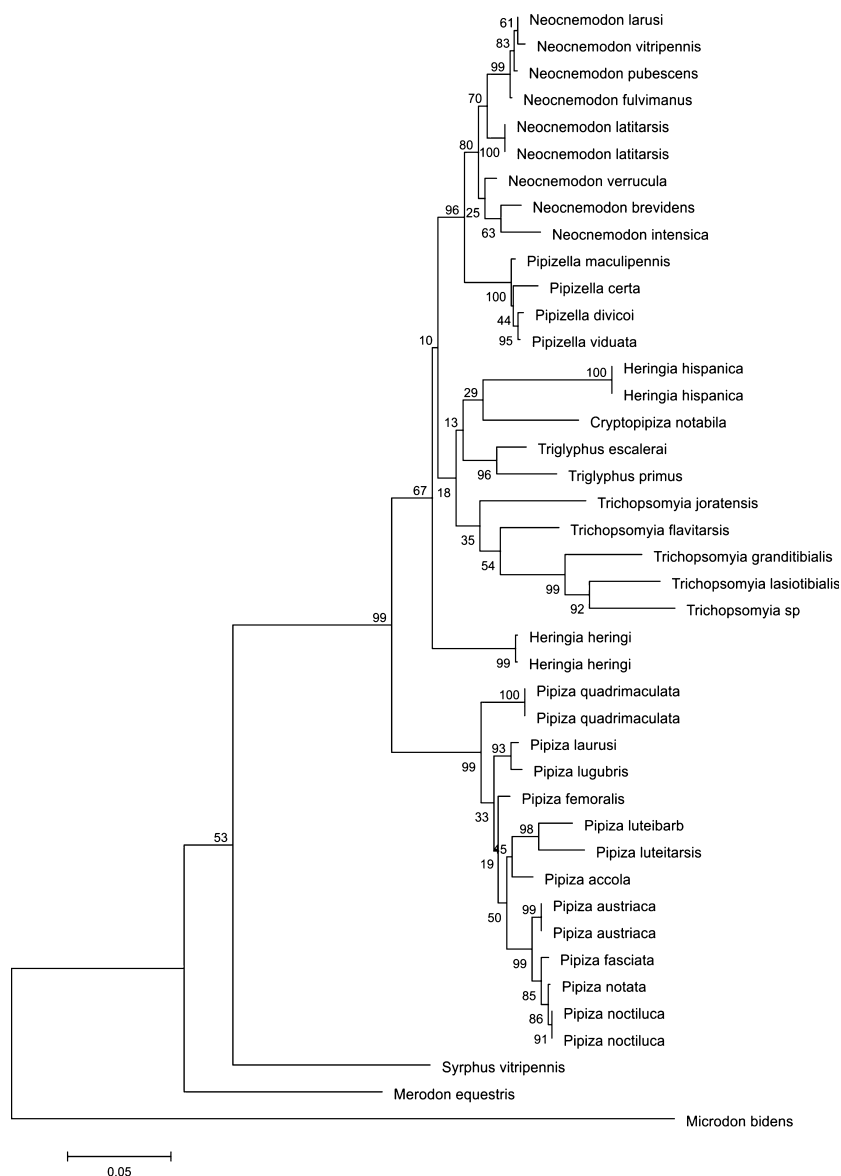 61 Neocnemodon larusi
83 Neocnemodon vitripennis
99 Neocnemodon pubescens
70 Neocnemodon fulvimanus
Neocnemodon latitarsis
80 100 Neocnemodon latitarsis
Neocnemodon verrucula
96 25 Neocnemodon brevidens
63 Neocnemodon intensica
Pipizella maculipennis
100 Pipizella certa
44 Pipizella divicoi
10 95 Pipizella viduata
100 Heringia hispanica
29 Heringia hispanica
13 Cryptopipiza notabila
Triglyphus escalerai
96 Triglyphus primus
67 18 Trichopsomyia joratensis
35 Trichopsomyia flavitarsis
54 Trichopsomyia granditibialis
99 Trichopsomyia lasiotibialis
92 Trichopsomyia sp
99 Heringia heringi
99 Heringia heringi
100 Pipiza quadrimaculata
Pipiza quadrimaculata
93 Pipiza laurusi
99 Pipiza lugubris
Pipiza femoralis
33 98 Pipiza luteibarb
53 45 Pipiza luteitarsis
19 Pipiza accola
99 Pipiza austriaca
50 Pipiza austriaca
99 Pipiza fasciata
85 Pipiza notata
86 Pipiza noctiluca
91 Pipiza noctiluca
Syrphus vitripennis
Merodon equestris
Microdon bidens
0.05